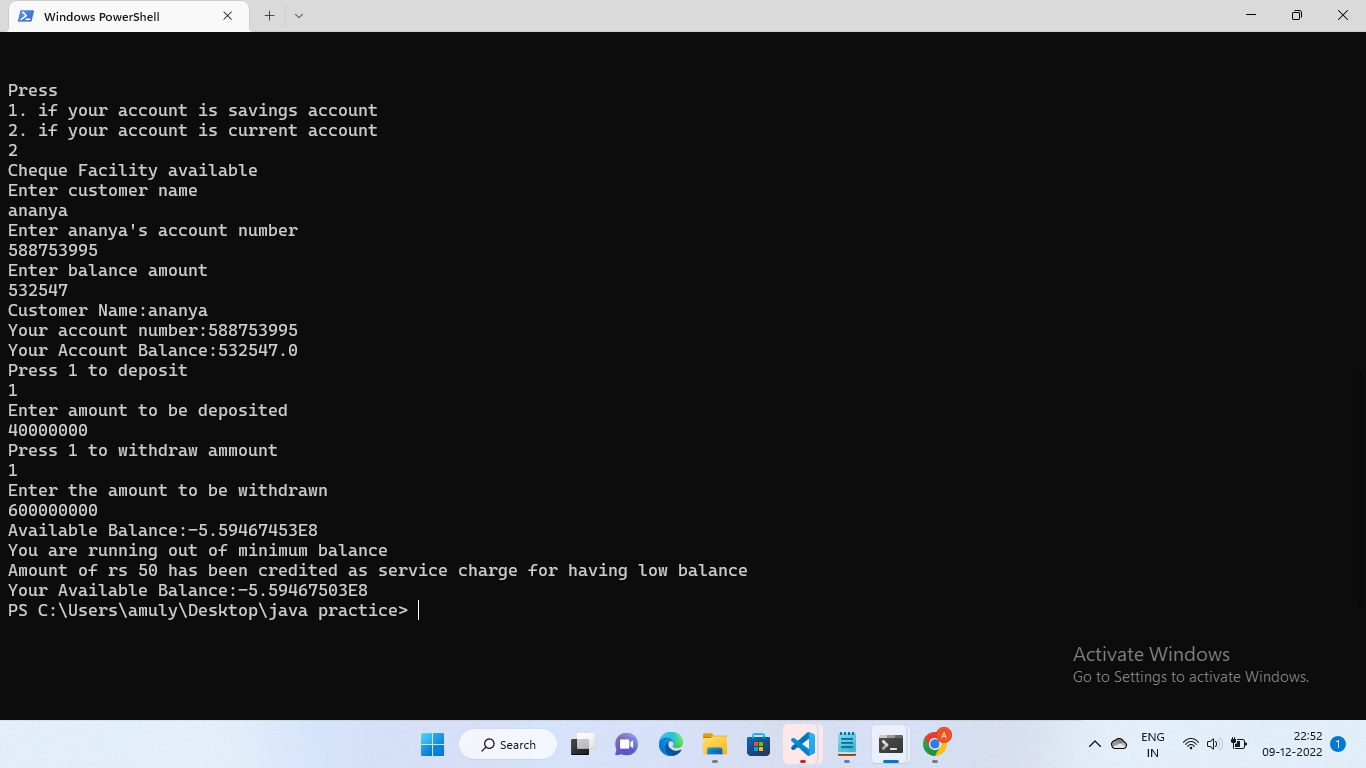 Windows PowerShell
Press
1. if your account is savings account
2. if your account is current account
2
Cheque Facility available
Enter customer name
ananya
Enter ananya's account number
588753995
Enter balance amount
532547
Customer Name:ananya
Your account number:588753995
Your Account Balance:532547.0
Press 1 to deposit
1
Enter amount to be deposited
40000000
Press 1 to withdraw ammount
1
Enter the amount to be withdrawn
600000000
Available Balance:-5.59467453E8
You are running out of minimum balance
Amount of rs 50 has been credited as service charge for having low balance
Your Available Balance:-5.59467503E8
PS C:\Users\amuly\Desktop\java practice>
Activate Windows
Go to Settings to activate Windows.
Search
A
ENG
IN
22:52
09-12-2022
1